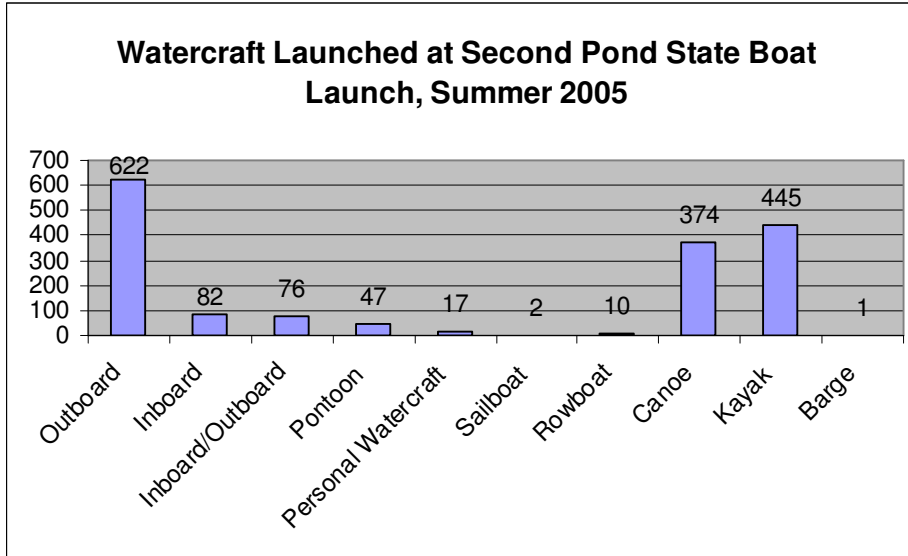 Watercraft Launched at Second Pond State Boat
Launch, Summer 2005
700
600
500
400
300
200
100
0
622
82
76
47
17
2
10
374
445
1
Outboard
Inboard
Inboard/Outboard
Pontoon
Personal Watercraft
Sailboat
Rowboat
Canoe
Kayak
Barge